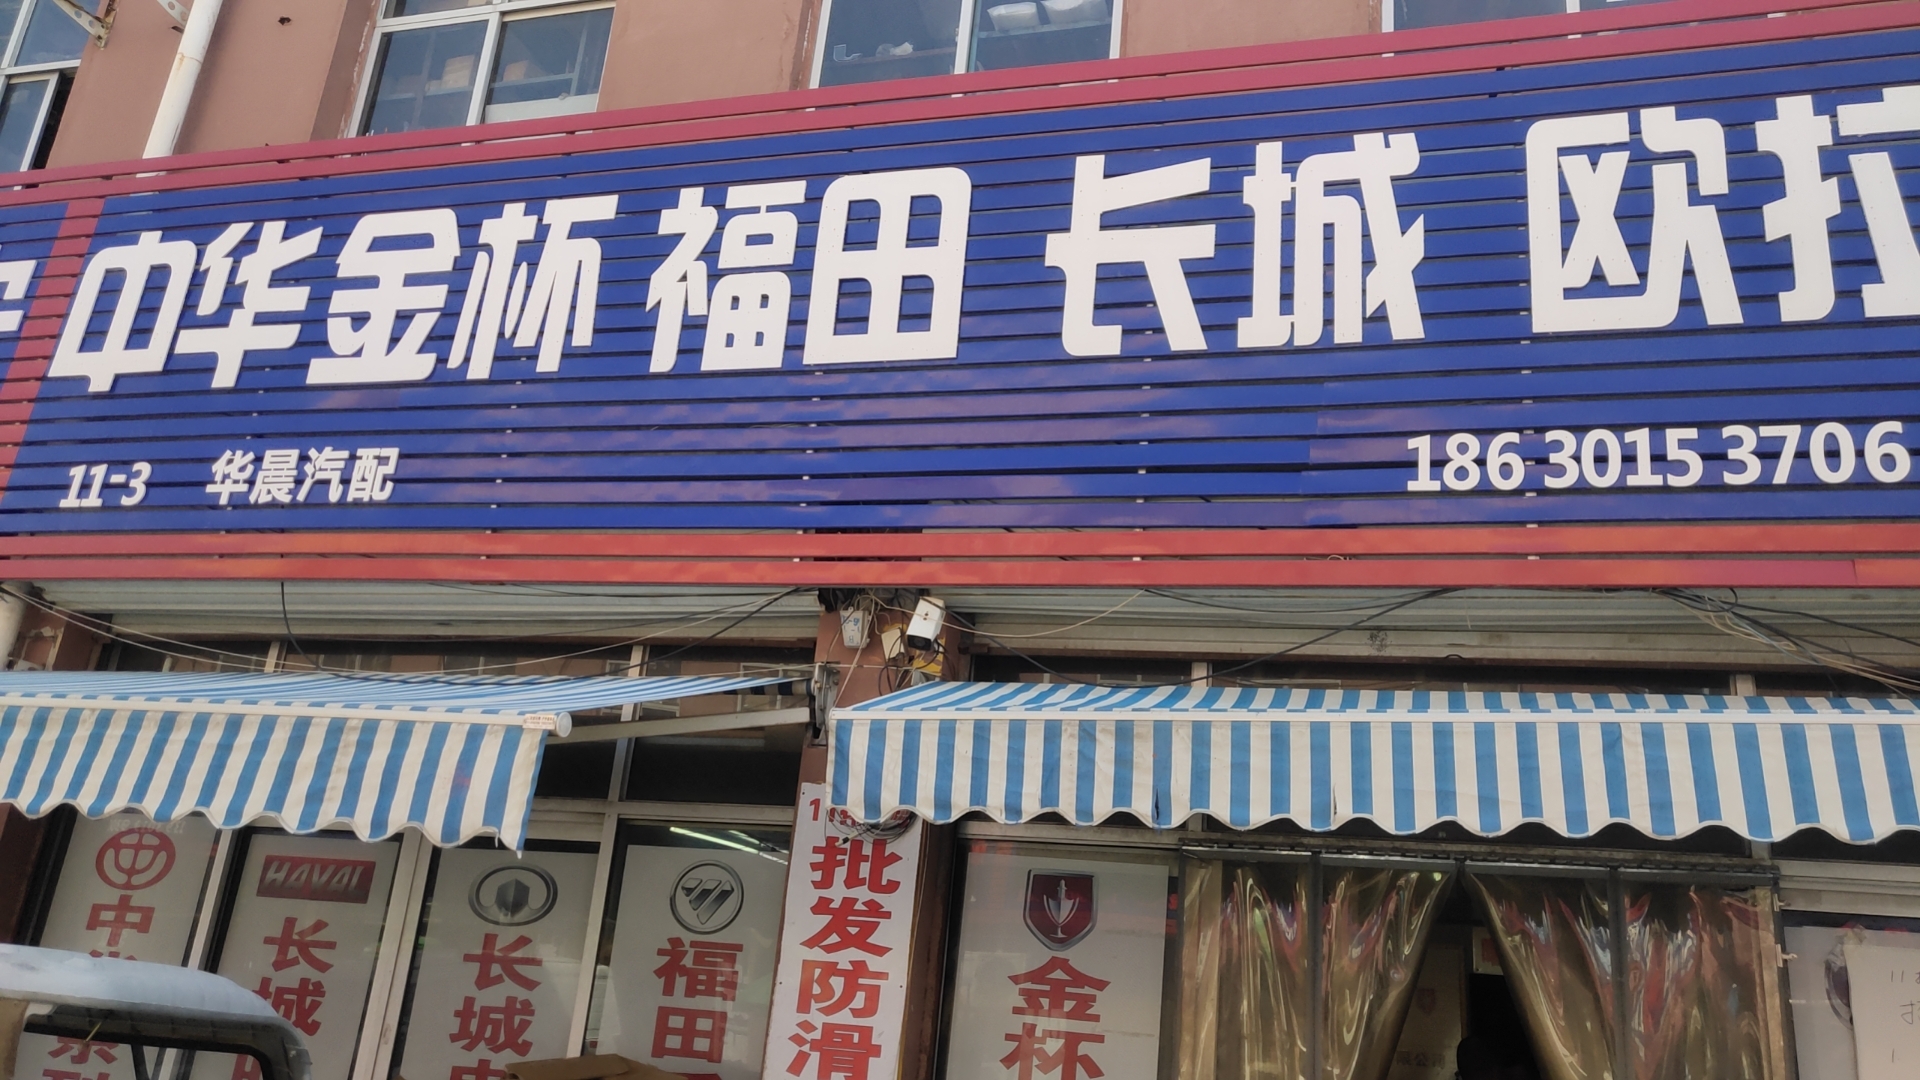 中华金杯 福田 长城 欧拉
11-3 华晨汽配
186 3015 3706
中
HAVAL
长城
长城
福田
批发防滑
金杯